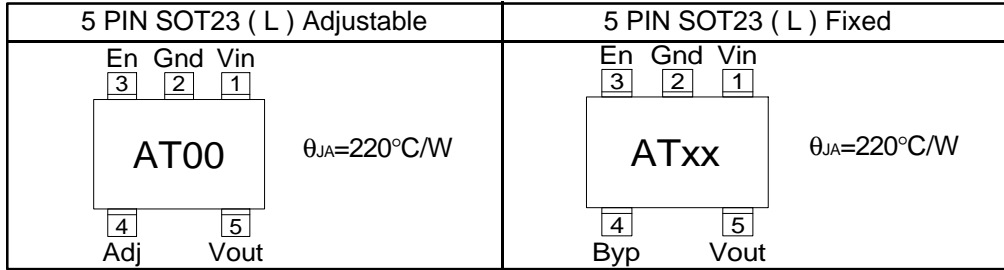 5 PIN SOT23 ( L ) Adjustable
En Gnd Vin
3 2 1
AT00
θJA=220°C/W
4 5
Adj Vout
5 PIN SOT23 ( L ) Fixed
En Gnd Vin
3 2 1
ATxx
θJA=220°C/W
4 5
Byp Vout